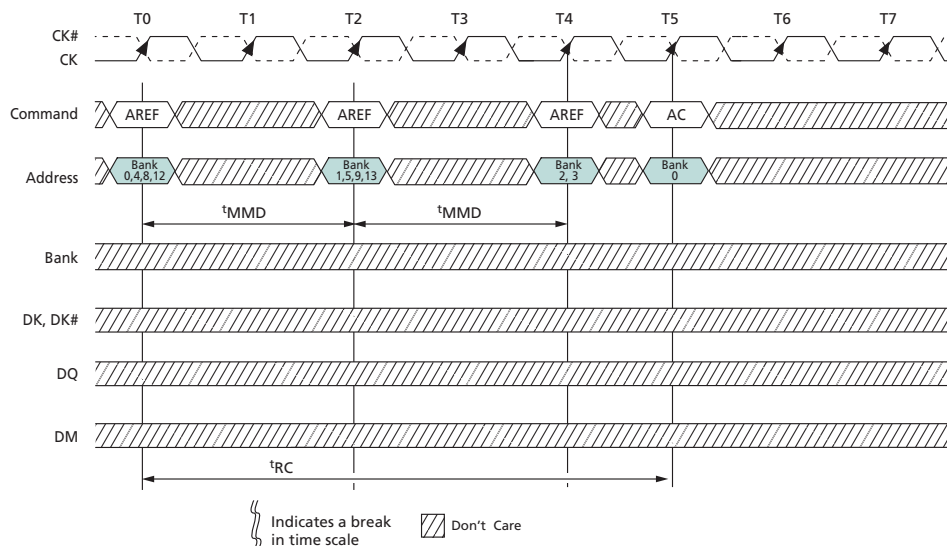 T0 T1 T2 T3 T4 T5 T6 T7
CK#
CK
Command AREF AREF AREF AC
Address Bank 0,4,8,12 Bank 1,5,9,13 Bank 2, 3 Bank 0
tMMD tMMD
Bank
DK, DK#
DQ
DM
tRC
Indicates a break
in time scale
Don't Care